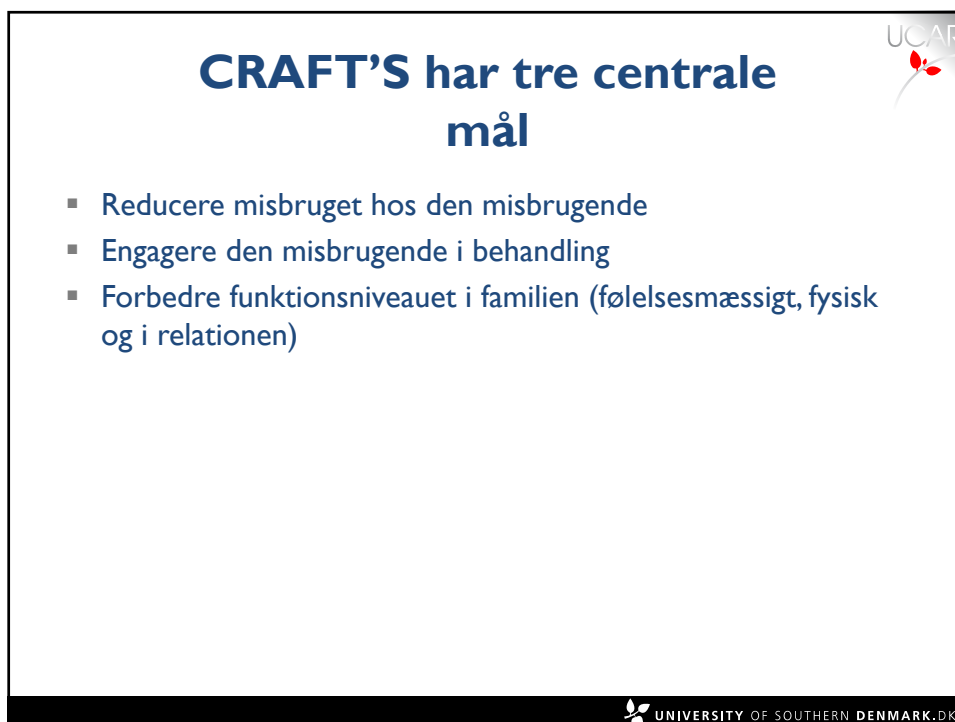 UCAR
CRAFT'S har tre centrale
mål
▪ Reducere misbruget hos den misbrugende
▪ Engagere den misbrugende i behandling
▪ Forbedre funktionsniveauet i familien (følelsesmæssigt, fysisk
og i relationen)
UNIVERSITY OF SOUTHERN DENMARK.DK